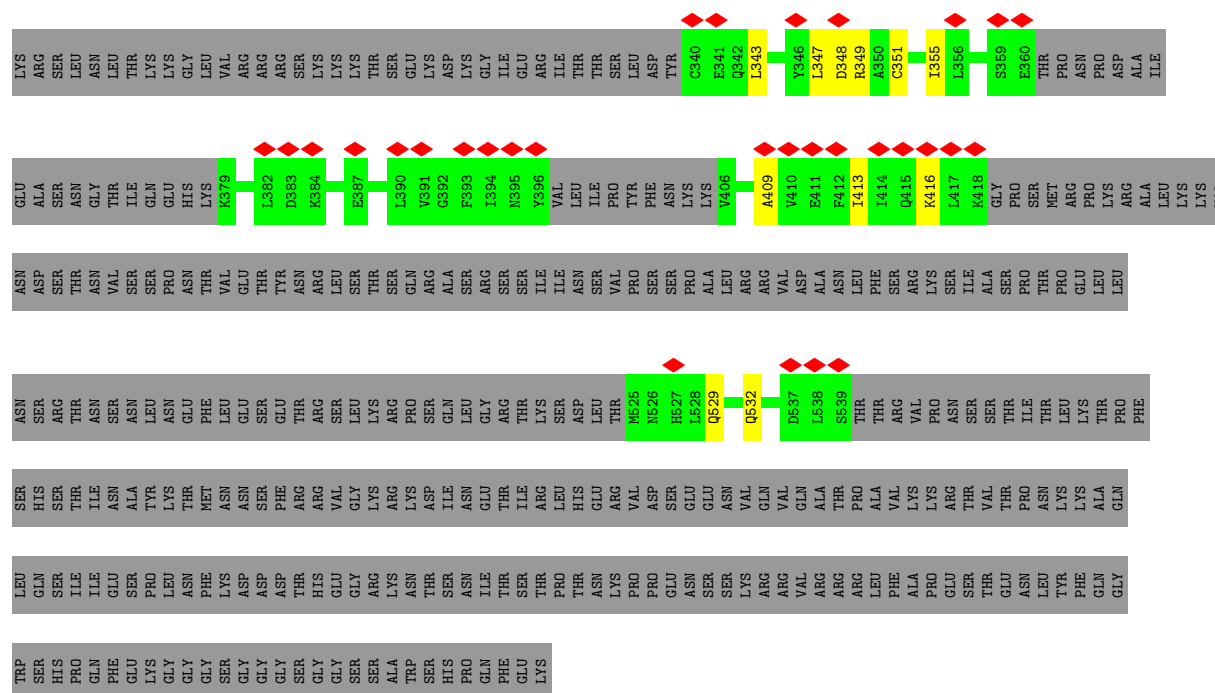 LYS ARG SER LEU ASN LEU THR LYS LYS GLY LEU VAL ARG ARG ARG SER LYS LYS LYS THR SER GLU LYS ASP LYS GLY ILE GLU ARG ILE THR THR SER LEU ASP TYR C340 E341 Q342 L343 Y346 L347 D348 R349 A350 C351 I355 L356 S359 E360 THR PRO ASN PRO ASP ALA ILE
GLU ALA SER ASN GLY THR ILE GLN GLU HIS LYS K379 L382 D383 K384 E387 L390 V391 G392 F393 I394 N395 Y396 VAL LEU ILE PRO TYR PHE ASN LYS LYS V406 A409 V410 E411 F412 I413 I414 Q415 K416 L417 K418 GLY PRO SER MET ARG PRO LYS ARG ALA LEU LYS LYS
ASN ASP SER THR ASN VAL SER SER PRO ASN THR VAL GLU THR TYR ASN ARG LEU SER THR SER GLN ARG ALA SER ARG SER SER ILE ILE ASN SER VAL PRO SER SER PRO ALA LEU ARG ARG VAL ASP ALA ASN LEU PHE SER ARG LYS SER ILE ALA SER PRO THR PRO GLU LEU LEU
ASN SER ARG THR ASN SER ASN LEU ASN GLU PHE LEU GLU SER GLU THR ARG SER LEU LYS ARG PRO SER GLN LEU GLY ARG THR LYS SER ASP LEU THR M525 N526 H527 L528 Q529 Q532 D537 L538 S539 THR THR ARG VAL PRO ASN SER SER THR ILE THR LEU LYS THR PRO PHE
SER HIS SER THR ILE ASN ALA TYR LYS THR MET ASN ASN SER PHE ARG ARG VAL GLY LYS ARG LYS ASP ILE ASN GLU THR ILE ARG LEU HIS GLU ARG VAL ASP SER GLU GLU ASN VAL GLN VAL GLN ALA THR PRO ALA VAL LYS LYS ARG THR VAL THR PRO ASN LYS LYS ALA GLN
LEU GLN SER ILE ILE GLU SER PRO LEU ASN PHE LYS ASP ASP ASP THR HIS GLU GLY ARG LYS ASN THR SER ASN ILE THR SER THR PRO THR ASN LYS PRO PRO GLU ASN SER SER LYS ARG ARG VAL ARG ARG ARG LEU PHE ALA PRO GLU SER THR GLU ASN LEU TYR PHE GLN GLY
TRP SER HIS PRO GLN PHE GLU LYS GLY GLY GLY SER GLY GLY GLY SER GLY GLY SER SER ALA TRP SER HIS PRO GLN PHE GLU LYS